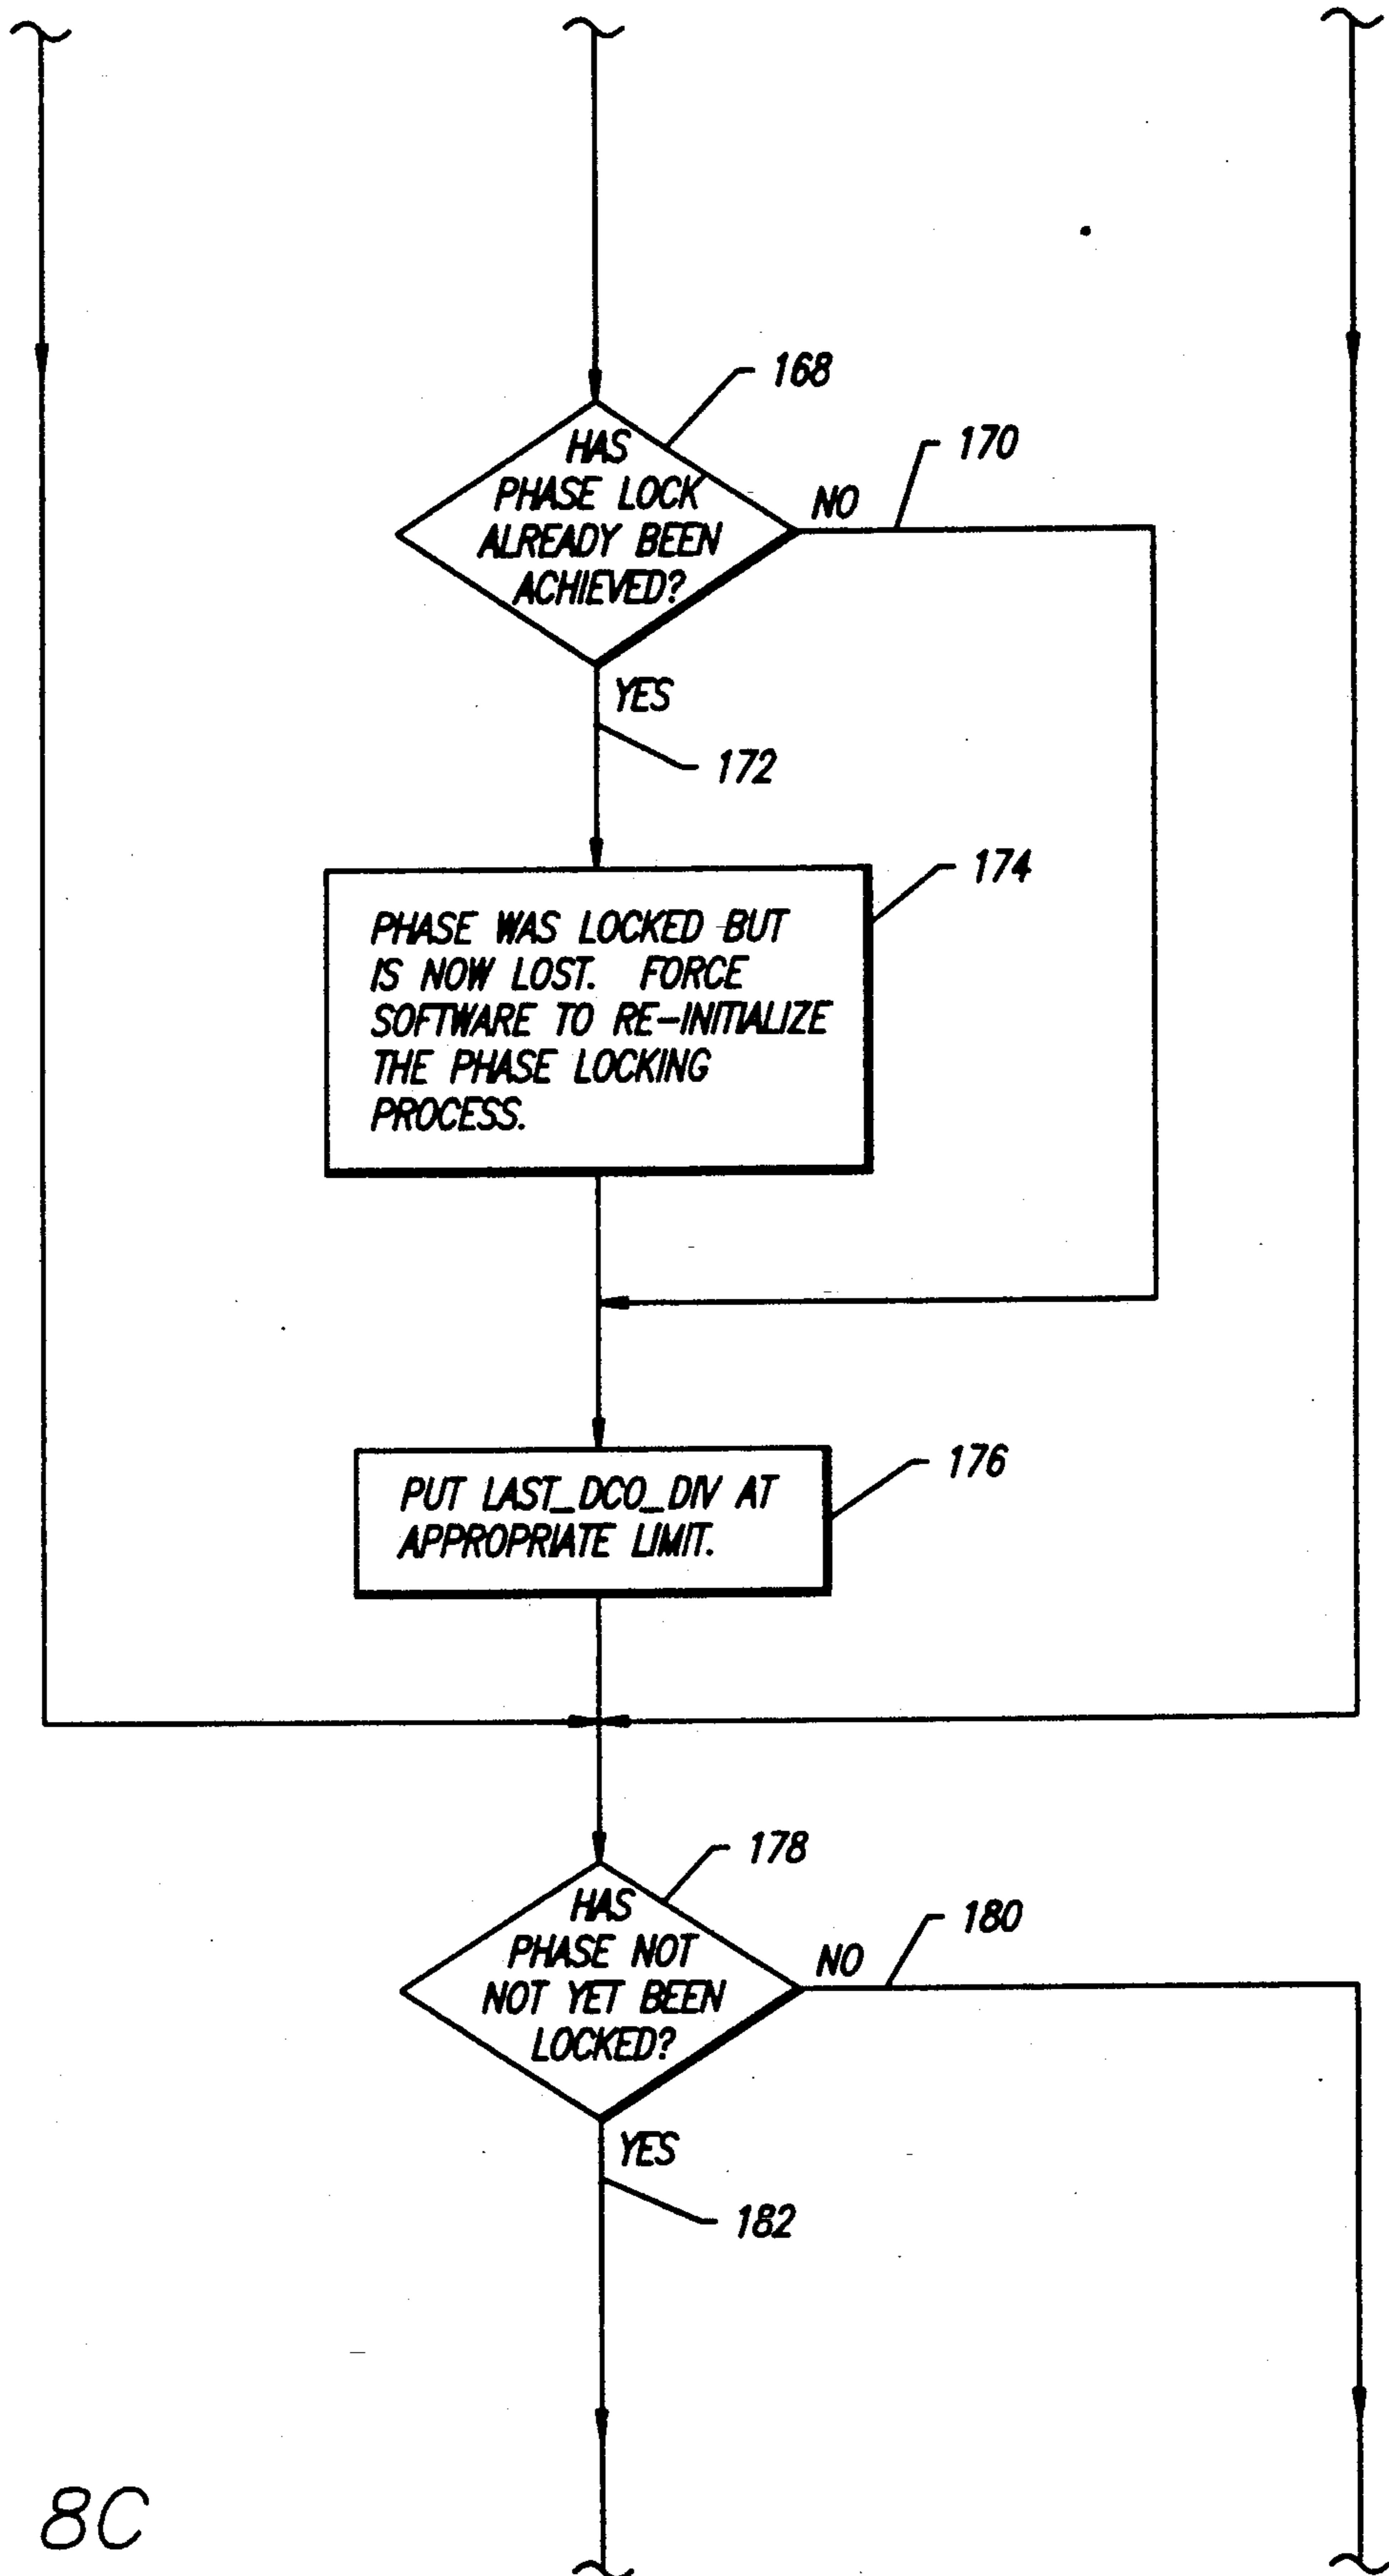 168
HAS
PHASE LOCK
ALREADY BEEN
ACHIEVED?
NO
170
YES
172
174
PHASE WAS LOCKED BUT
IS NOW LOST. FORCE
SOFTWARE TO RE-INITIALIZE
THE PHASE LOCKING
PROCESS.
176
PUT LAST_DCO_DIV AT
APPROPRIATE LIMIT.
178
HAS
PHASE NOT
NOT YET BEEN
LOCKED?
NO
180
YES
182
8C